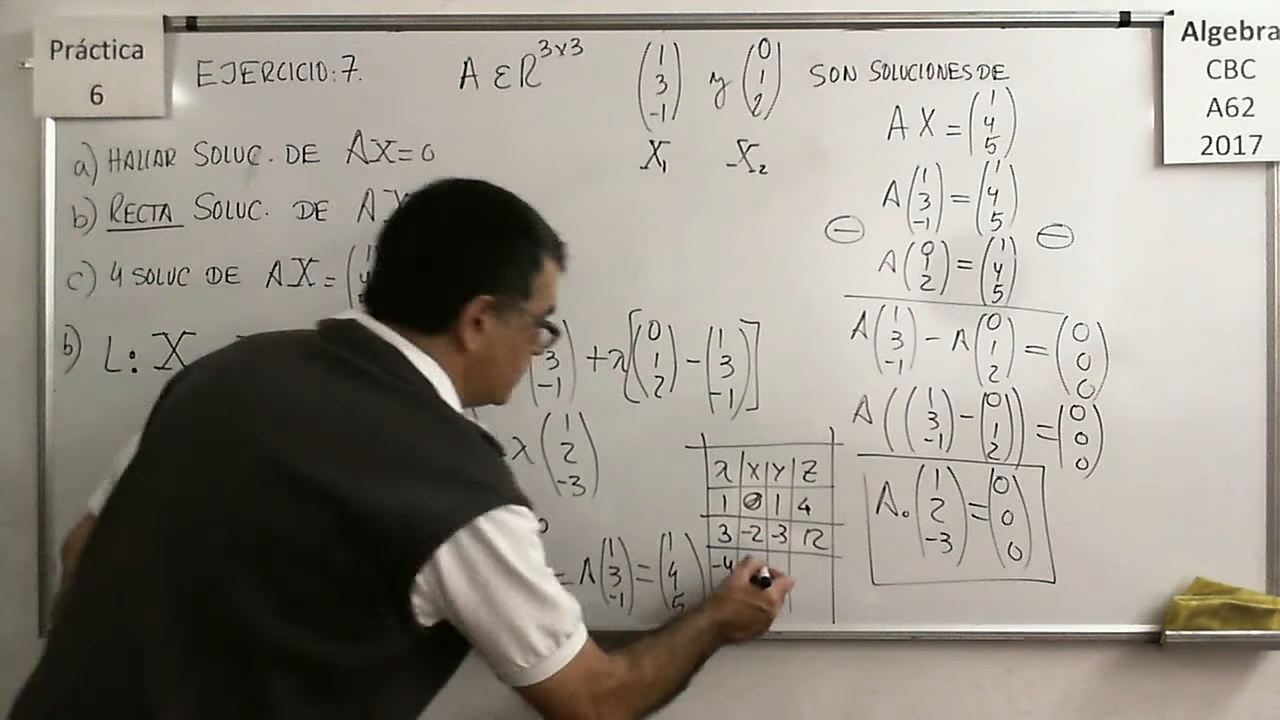 Práctica
6
EJERCICIO: 7. A ∈ ℝ^{3x3} (1 3 -1) y (0 1 2) SON SOLUCIONES DE
X₁ X₂
AX = (1 4 5)
a) HALLAR SOLUC. DE AX=0
b) RECTA SOLUC. DE A
c) 4 SOLUC DE AX=(
b) L: X
3 -1) + λ[(0 1 2) - (1 3 -1)]
λ(1 2 -3)
= A(1 3 -1) = (1 4 5)
λ | X | Y | Z
1 | 0 | 1 | 4
3 | -2 | -3 | 12
-4
A(1 3 -1) = (1 4 5)
⊖ ⊖
A(0 1 2) = (1 4 5)
A(1 3 -1) - A(0 1 2) = (0 0 0)
A((1 3 -1) - (0 1 2)) = (0 0 0)
A.(1 2 -3) = (0 0 0)
Algebra
CBC
A62
2017